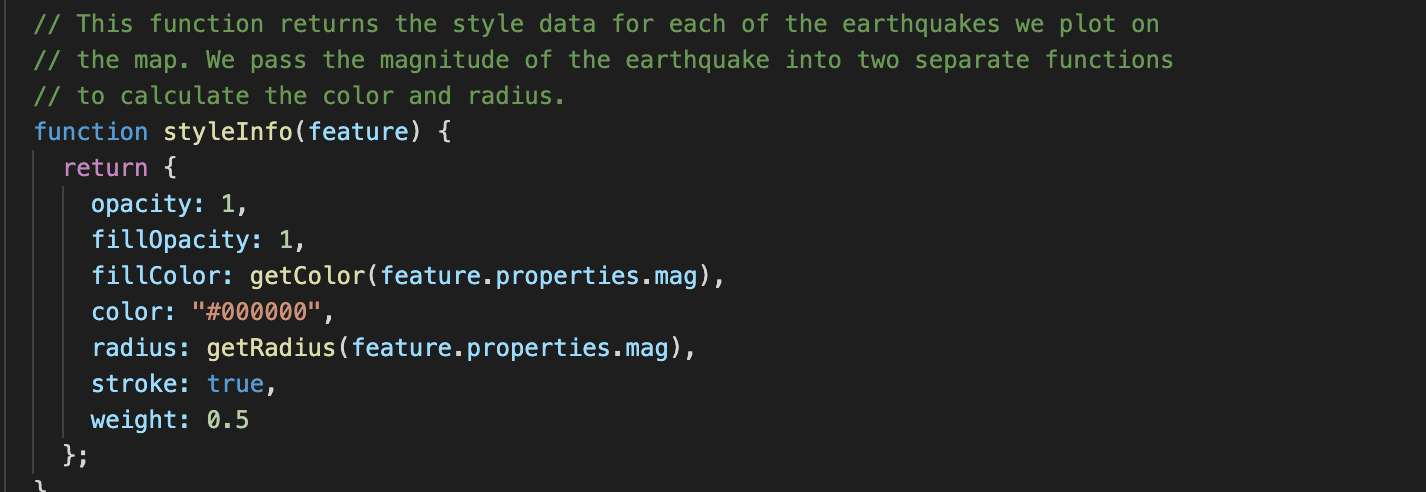 // This function returns the style data for each of the earthquakes we plot on
// the map. We pass the magnitude of the earthquake into two separate functions
// to calculate the color and radius.
function styleInfo(feature) {
return {
opacity: 1,
fillOpacity: 1,
fillColor: getColor(feature.properties.mag),
color: "#000000",
radius: getRadius(feature.properties.mag),
stroke: true,
weight: 0.5
};
}